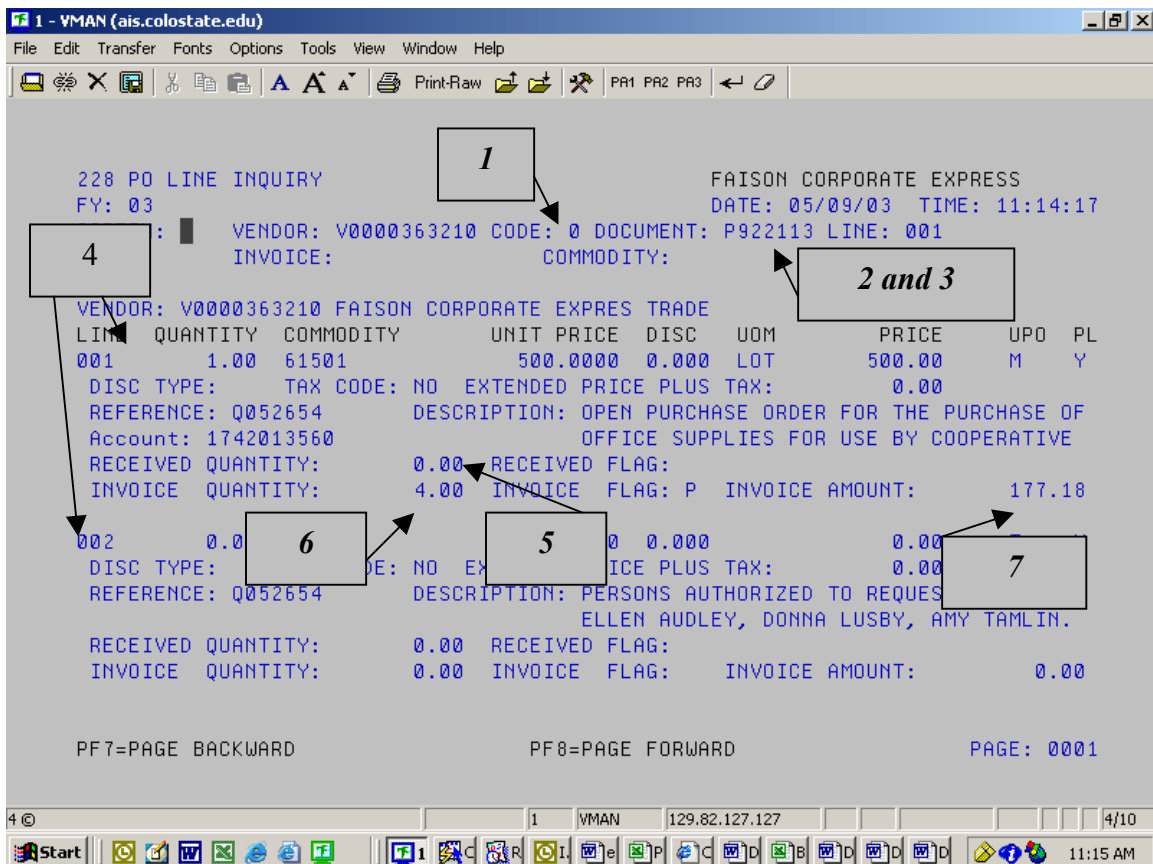 1 - VMAN (ais.colostate.edu)
File Edit Transfer Fonts Options Tools View Window Help
A A A Print-Raw PA1 PA2 PA3
1
228 PO LINE INQUIRY FAISON CORPORATE EXPRESS
FY: 03 DATE: 05/09/03 TIME: 11:14:17
: VENDOR: V0000363210 CODE: 0 DOCUMENT: P922113 LINE: 001
4 INVOICE: COMMODITY: 2 and 3
VENDOR: V0000363210 FAISON CORPORATE EXPRES TRADE
LINE QUANTITY COMMODITY UNIT PRICE DISC UOM PRICE UPO PL
001 1.00 61501 500.0000 0.000 LOT 500.00 M Y
DISC TYPE: TAX CODE: NO EXTENDED PRICE PLUS TAX: 0.00
REFERENCE: Q052654 DESCRIPTION: OPEN PURCHASE ORDER FOR THE PURCHASE OF
Account: 1742013560 OFFICE SUPPLIES FOR USE BY COOPERATIVE
RECEIVED QUANTITY: 0.00 RECEIVED FLAG:
INVOICE QUANTITY: 4.00 INVOICE FLAG: P INVOICE AMOUNT: 177.18
002 0.0 6 5 0 0.000 0.00 7
DISC TYPE: DE: NO EX ICE PLUS TAX: 0.00
REFERENCE: Q052654 DESCRIPTION: PERSONS AUTHORIZED TO REQUES
ELLEN AUDLEY, DONNA LUSBY, AMY TAMLIN.
RECEIVED QUANTITY: 0.00 RECEIVED FLAG:
INVOICE QUANTITY: 0.00 INVOICE FLAG: INVOICE AMOUNT: 0.00
PF7=PAGE BACKWARD PF8=PAGE FORWARD PAGE: 0001
4 © 1 VMAN 129.82.127.127 4/10
Start 1 C R I. e P C D B D D D 11:15 AM